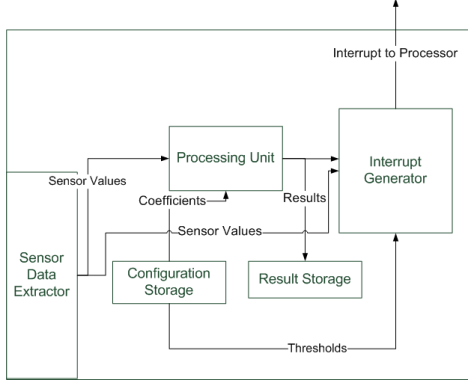 Interrupt to Processor
Processing Unit
Interrupt
Generator
Sensor Values
Coefficients
Results
Sensor Values
Sensor
Data
Extractor
Configuration
Storage
Result Storage
Thresholds